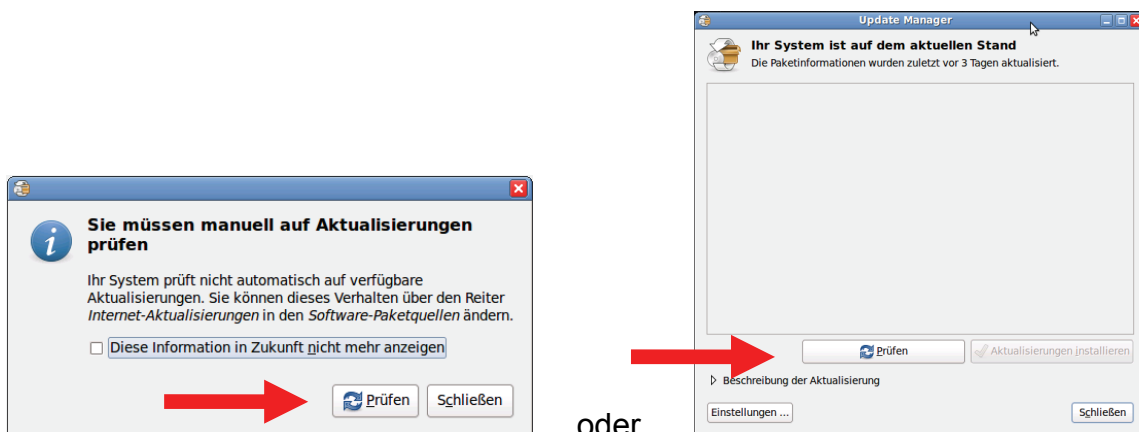 Sie müssen manuell auf Aktualisierungen
prüfen
Ihr System prüft nicht automatisch auf verfügbare
Aktualisierungen. Sie können dieses Verhalten über den Reiter
Internet-Aktualisierungen in den Software-Paketquellen ändern.
Diese Information in Zukunft nicht mehr anzeigen
Prüfen Schließen
oder
Update Manager
Ihr System ist auf dem aktuellen Stand
Die Paketinformationen wurden zuletzt vor 3 Tagen aktualisiert.
Prüfen Aktualisierungen installieren
Beschreibung der Aktualisierung
Einstellungen ... Schließen